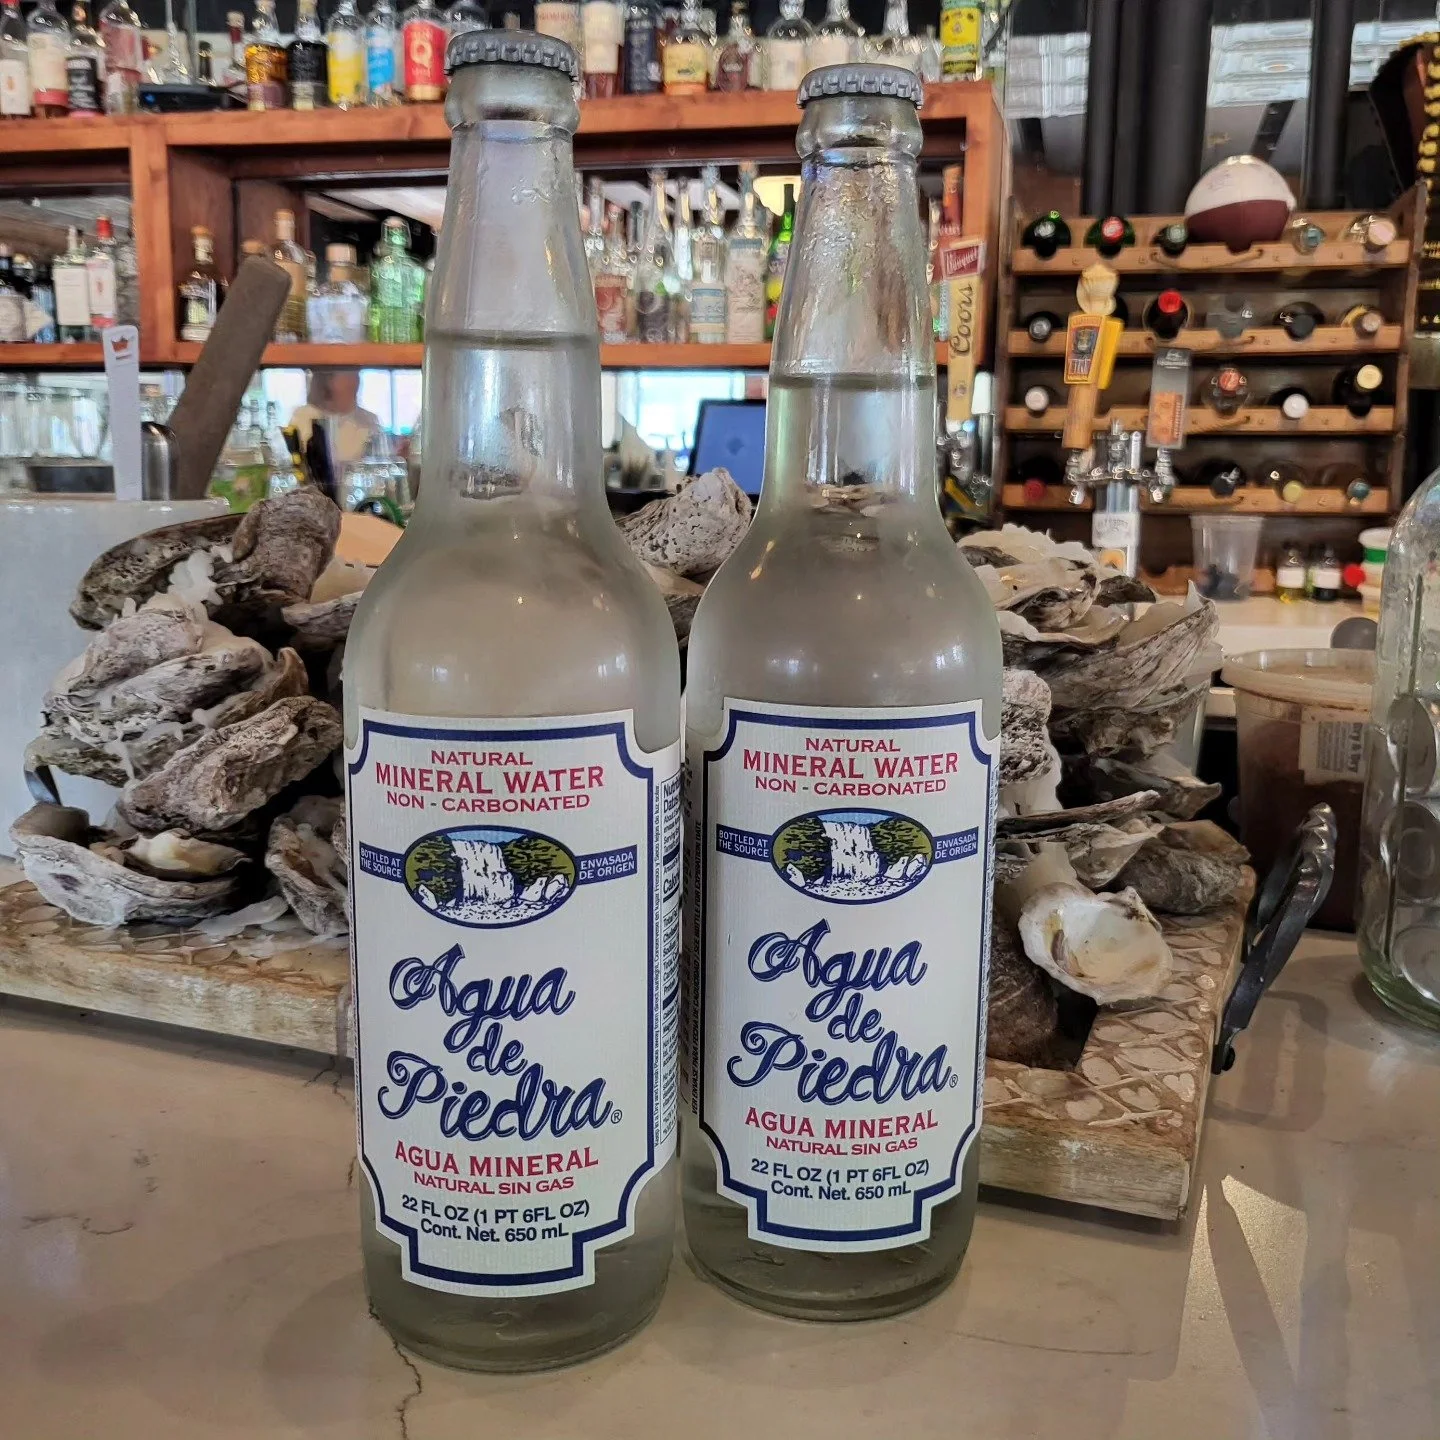 Coors
NATURAL
MINERAL WATER
NON - CARBONATED
BOTTLED AT
THE SOURCE
ENVASADA
DE ORIGEN
Agua
de
Piedra®
AGUA MINERAL
NATURAL SIN GAS
22 FL OZ (1 PT 6FL OZ)
Cont. Net. 650 mL
NATURAL
MINERAL WATER
NON - CARBONATED
BOTTLED AT
THE SOURCE
ENVASADA
DE ORIGEN
Agua
de
Piedra®
AGUA MINERAL
NATURAL SIN GAS
22 FL OZ (1 PT 6FL OZ)
Cont. Net. 650 mL